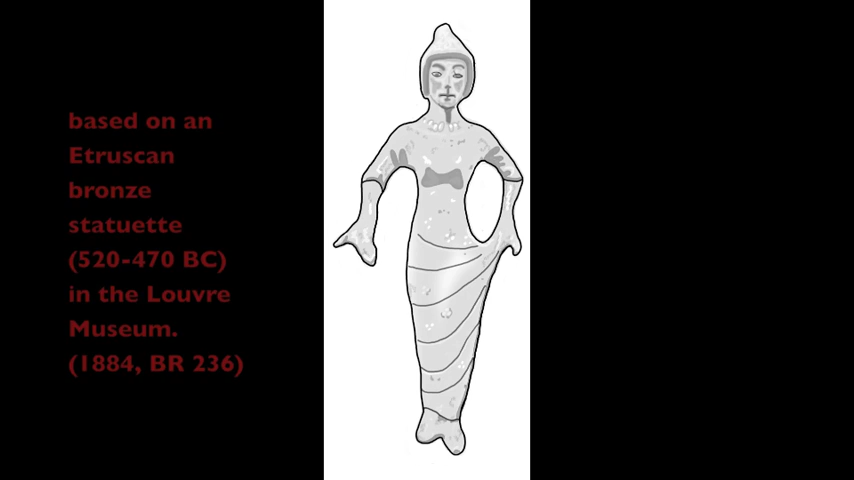 based on an
Etruscan
bronze
statuette
(520-470 BC)
in the Louvre
Museum.
(1884, BR 236)